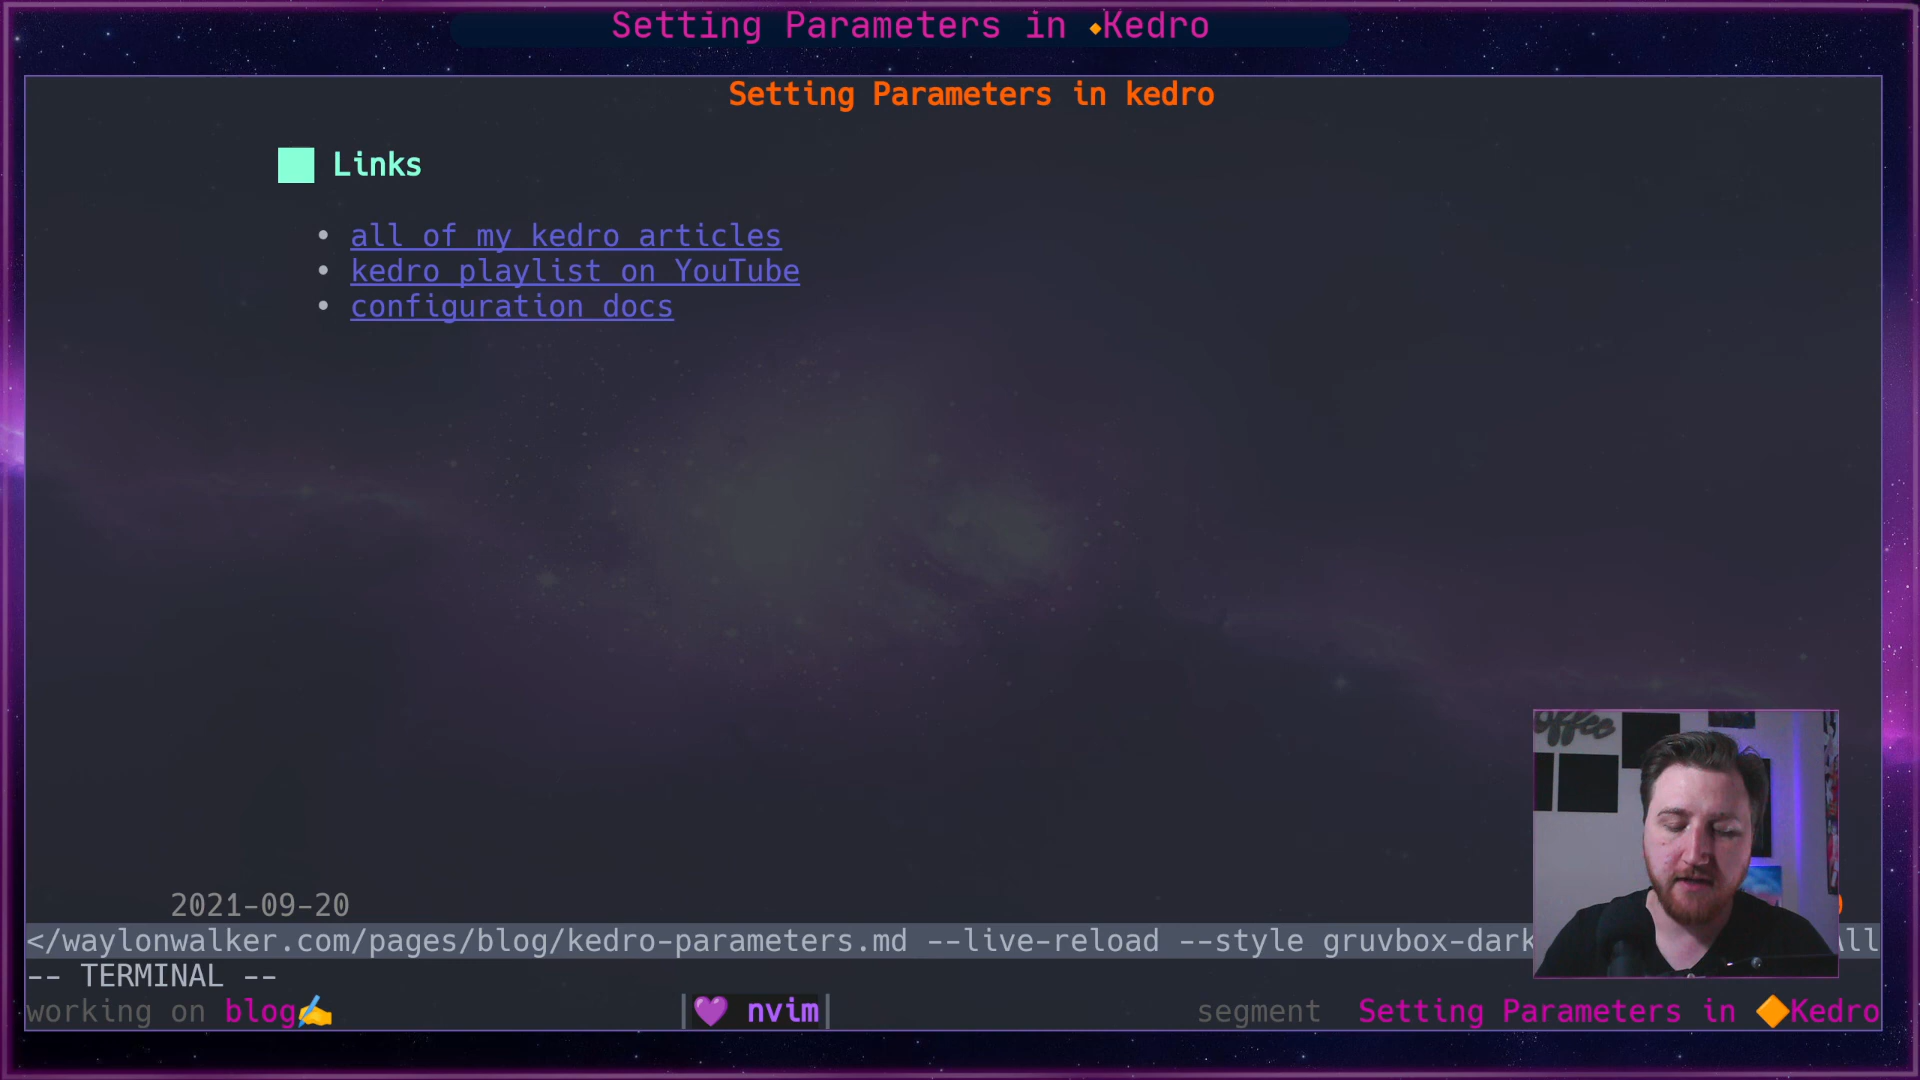 Setting Parameters in 🔸Kedro
Setting Parameters in kedro
Links
• all of my kedro articles
• kedro playlist on YouTube
• configuration docs
2021-09-20
</waylonwalker.com/pages/blog/kedro-parameters.md --live-reload --style gruvbox-dark
-- TERMINAL --
working on blog✍️ |💜 nvim| segment Setting Parameters in 🔶Kedro